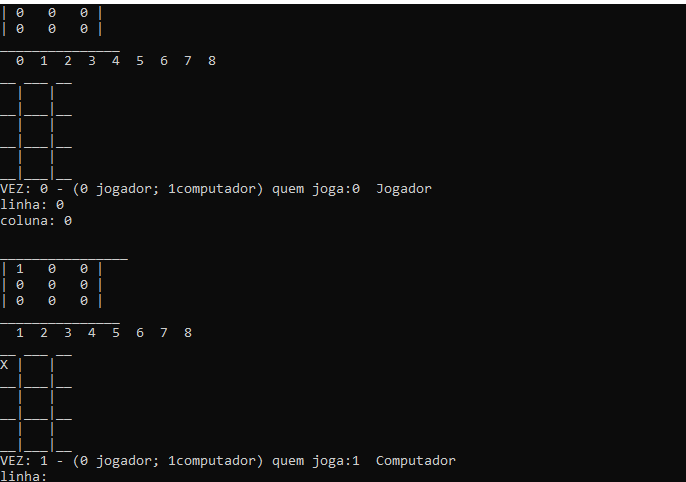 | 0   0   0 |
| 0   0   0 |
_______________
  0  1  2  3  4  5  6  7  8
__ ___ __
  |   |
__|___|__
  |   |
__|___|__
  |   |
__|___|__
VEZ: 0 - (0 jogador; 1computador) quem joga:0  Jogador
linha: 0
coluna: 0
________________
| 1   0   0 |
| 0   0   0 |
| 0   0   0 |
_______________
  1  2  3  4  5  6  7  8
__ ___ __
X |   |
__|___|__
  |   |
__|___|__
  |   |
__|___|__
VEZ: 1 - (0 jogador; 1computador) quem joga:1  Computador
linha: